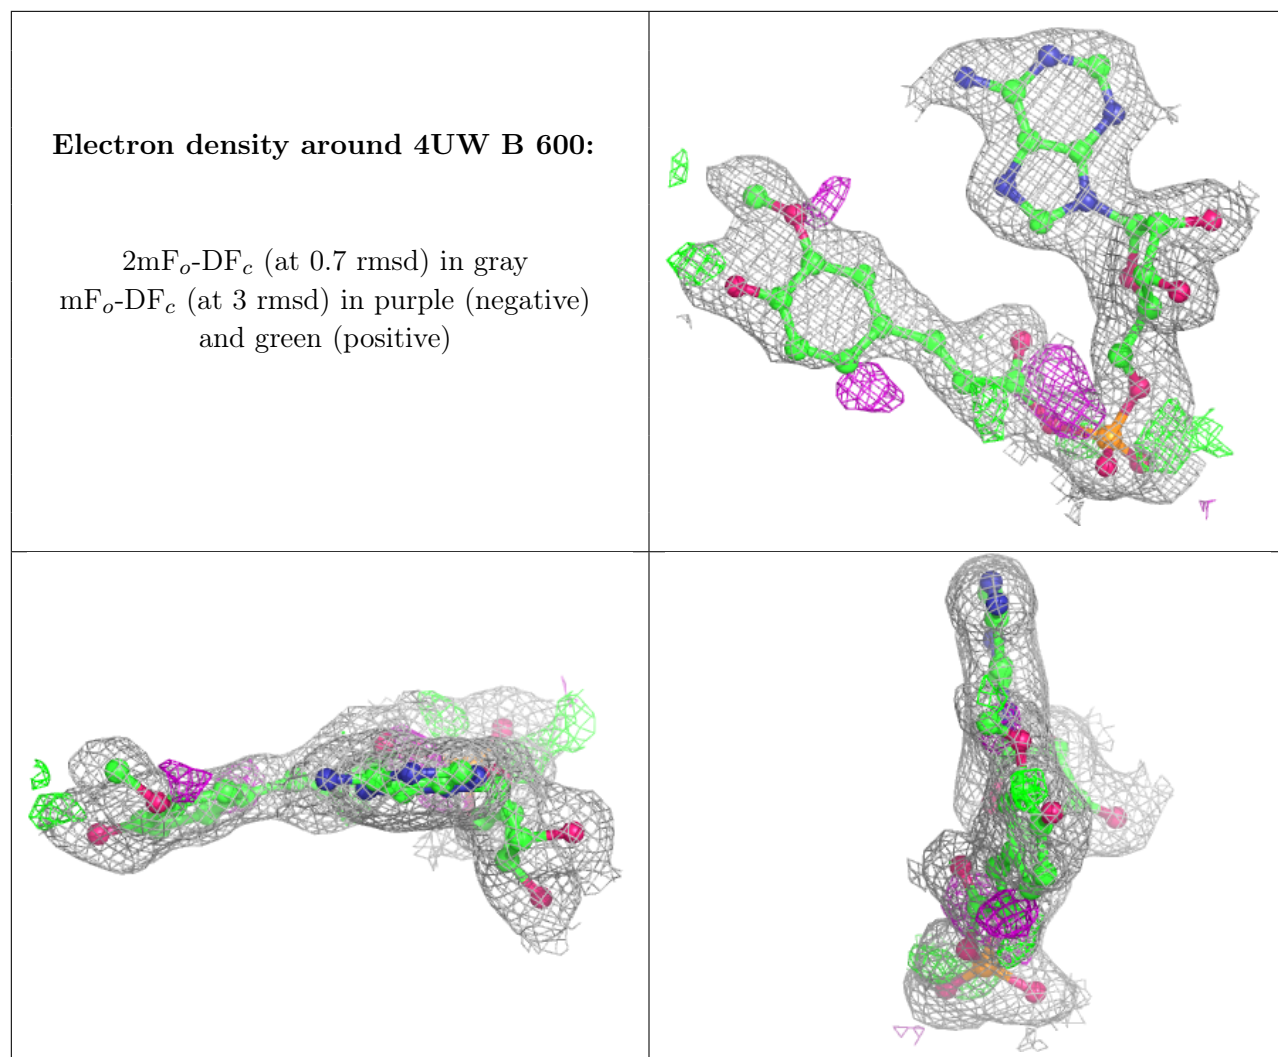 Electron density around 4UW B 600:
2mFo-DFc (at 0.7 rmsd) in gray
mFo-DFc (at 3 rmsd) in purple (negative)
and green (positive)